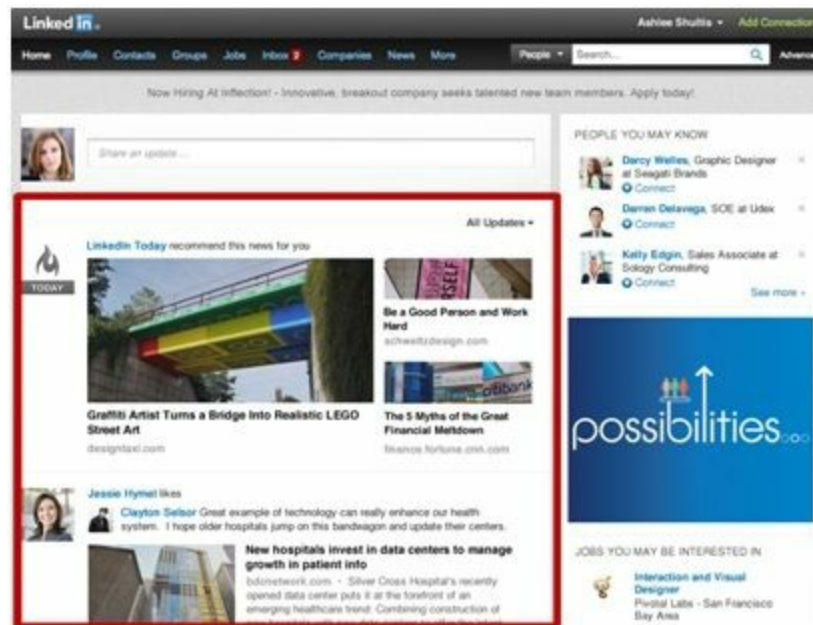 Linked in
Ashlee Shultis
Add Connection
Home Profile Contacts Groups Jobs Inbox 2 Companies News More
People
Search...
Now Hiring At Inflection! - Innovative, breakout company seeks talented new team members. Apply today!
Share an update ...
All Updates
LinkedIn Today recommend this news for you
TODAY
Graffiti Artist Turns a Bridge Into Realistic LEGO
Street Art
designtaxi.com
Be a Good Person and Work
Hard
schweitzdesign.com
citibank
The 5 Myths of the Great
Financial Meltdown
finance.fortune.cnn.com
Jessie Hymel likes
Clayton Selsor Great example of technology can really enhance our health
system. I hope older hospitals jump on this bandwagon and update their centers.
New hospitals invest in data centers to manage
growth in patient info
bdcnetwork.com • Silver Cross Hospital's recently
opened data center puts it at the forefront of an
emerging healthcare trend: Combining construction of
PEOPLE YOU MAY KNOW
Darcy Welles, Graphic Designer
at Seagati Brands
Connect
Darren Delavega, SOE at Udex
Connect
Kelly Edgin, Sales Associate at
Sology Consulting
Connect
See more
possibilities...
JOBS YOU MAY BE INTERESTED IN
Interaction and Visual
Designer
Pivotal Labs - San Francisco
Bay Area